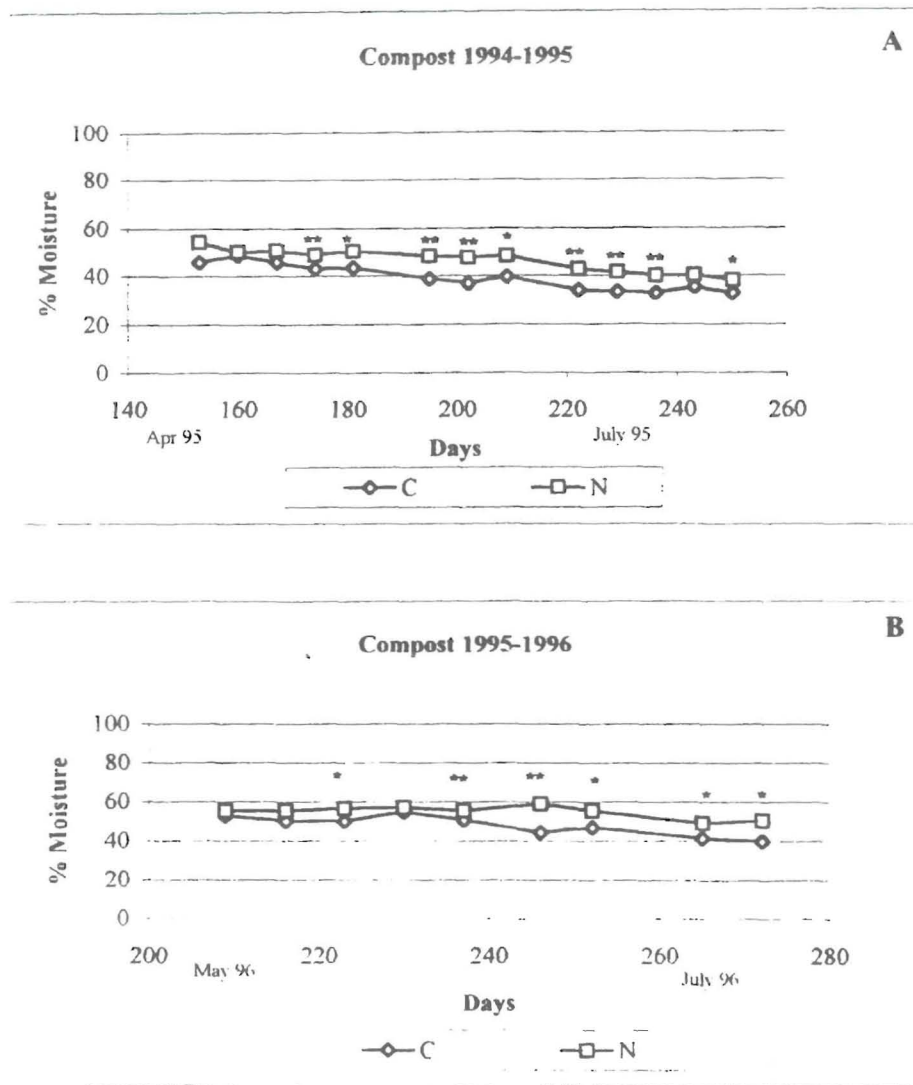 A
Compost 1994-1995
% Moisture
100
80
60
40
20
0
** * ** ** * ** ** ** *
140 160 180 200 220 240 260
Apr 95 July 95
Days
C N
B
Compost 1995-1996
% Moisture
100
80
60
40
20
0
* ** ** * * *
200 220 240 260 280
May 96 July 96
Days
C N